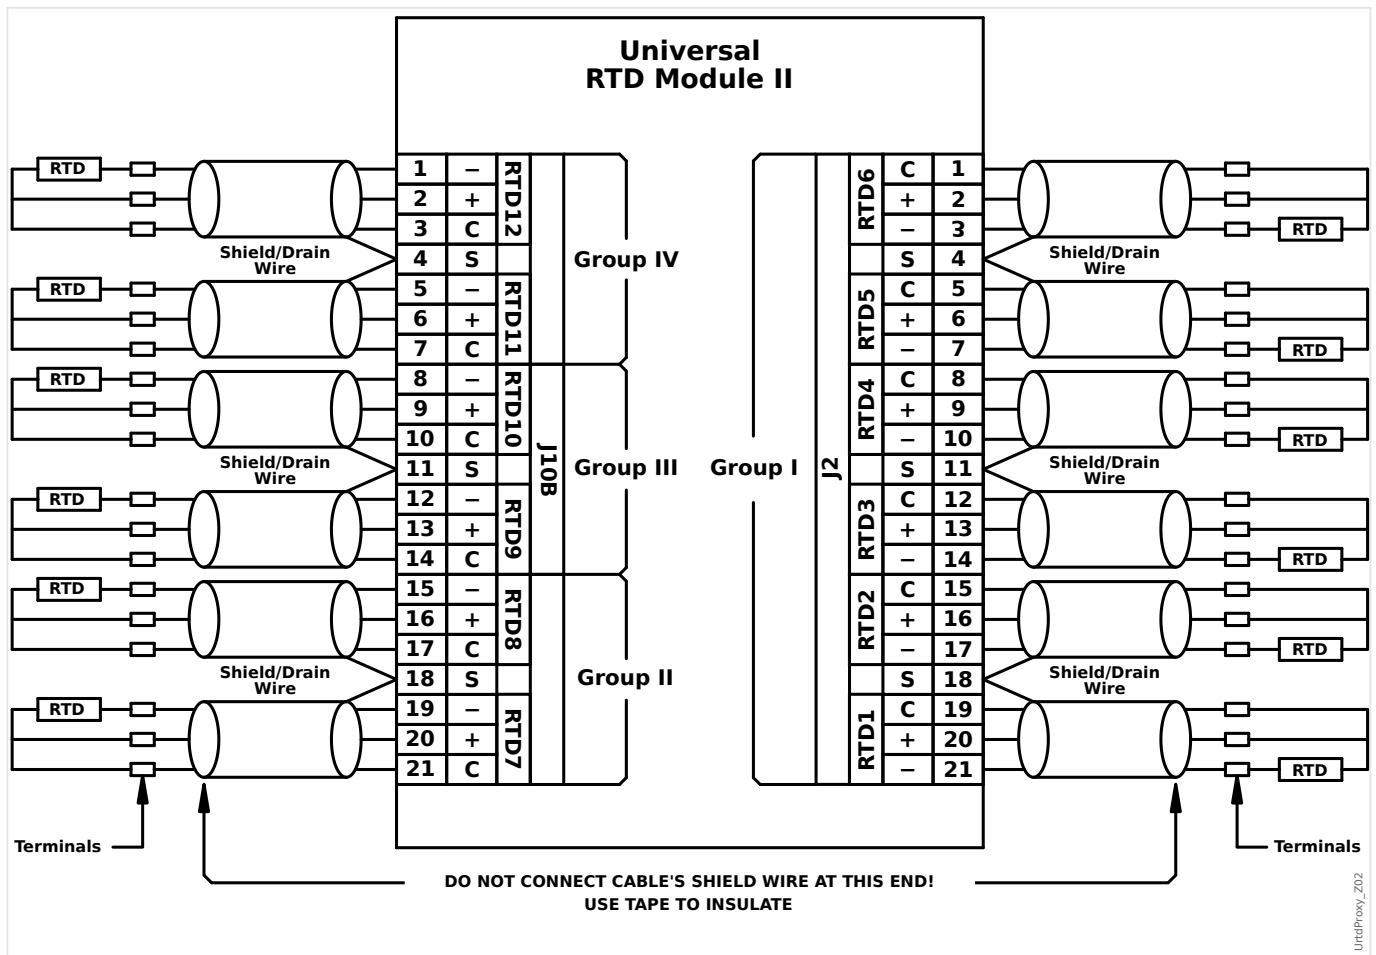 Universal
RTD Module II
RTD 1 − RTD12 RTD6 C 1
2 + + 2
3 C − 3 RTD
Shield/Drain
Wire
4 S Group IV S 4
Shield/Drain
Wire
RTD 5 − RTD11 RTD5 C 5
6 + + 6
7 C − 7 RTD
RTD 8 − RTD10 RTD4 C 8
9 + + 9
10 C − 10 RTD
Shield/Drain
Wire
11 S J10B Group III Group I J2 S 11
Shield/Drain
Wire
RTD 12 − RTD9 RTD3 C 12
13 + + 13
14 C − 14 RTD
RTD 15 − RTD8 RTD2 C 15
16 + + 16
17 C − 17 RTD
Shield/Drain
Wire
18 S Group II S 18
Shield/Drain
Wire
RTD 19 − RTD7 RTD1 C 19
20 + + 20
21 C − 21 RTD
Terminals
Terminals
DO NOT CONNECT CABLE'S SHIELD WIRE AT THIS END!
USE TAPE TO INSULATE
UrtdProxy_Z02